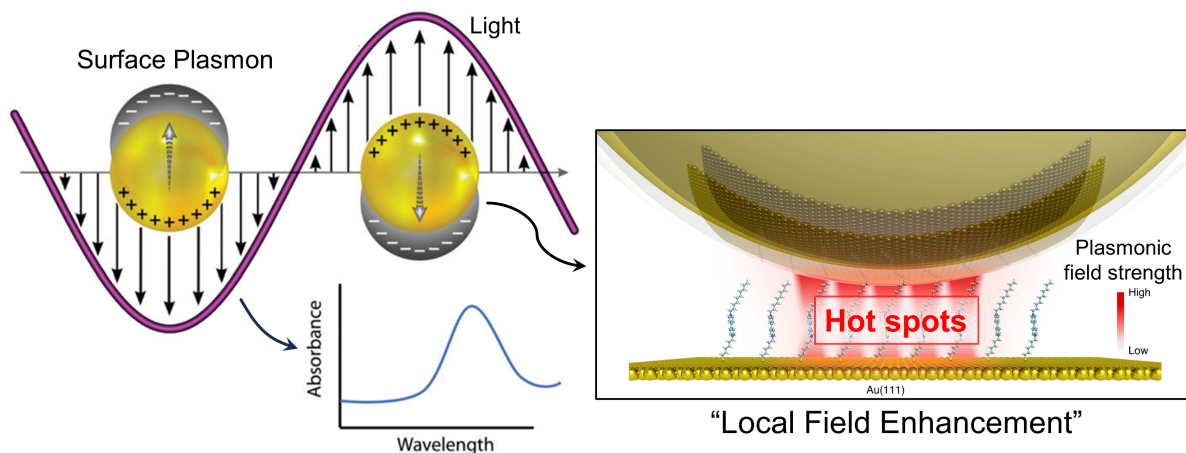 Light
Surface Plasmon
Absorbance
Wavelength
Plasmonic
field strength
High
Low
Hot spots
Au(111)
“Local Field Enhancement”